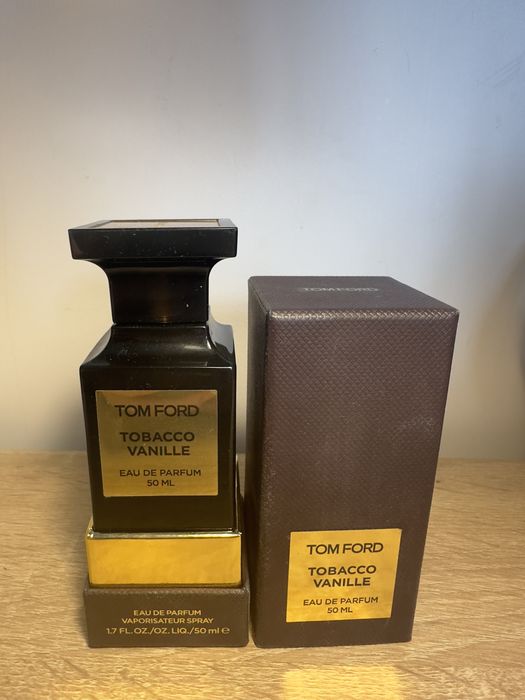 TOM FORD
TOBACCO
VANILLE
EAU DE PARFUM
50 ML
EAU DE PARFUM
VAPORISATEUR SPRAY
1.7 FL.OZ./OZ. LIQ./50 ml ℮
TOM FORD
TOM FORD
TOBACCO
VANILLE
EAU DE PARFUM
50 ML